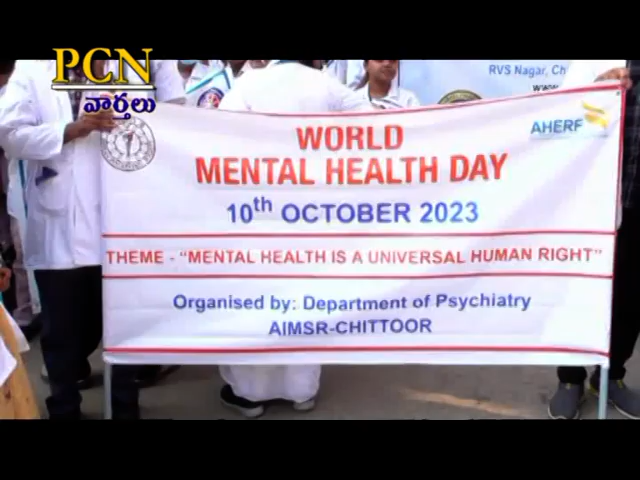 PCN
వార్తలు
RVS Nagar, Ch
www.
AHERF
WORLD
MENTAL HEALTH DAY
10th OCTOBER 2023
THEME - "MENTAL HEALTH IS A UNIVERSAL HUMAN RIGHT"
Organised by: Department of Psychiatry
AIMSR-CHITTOOR